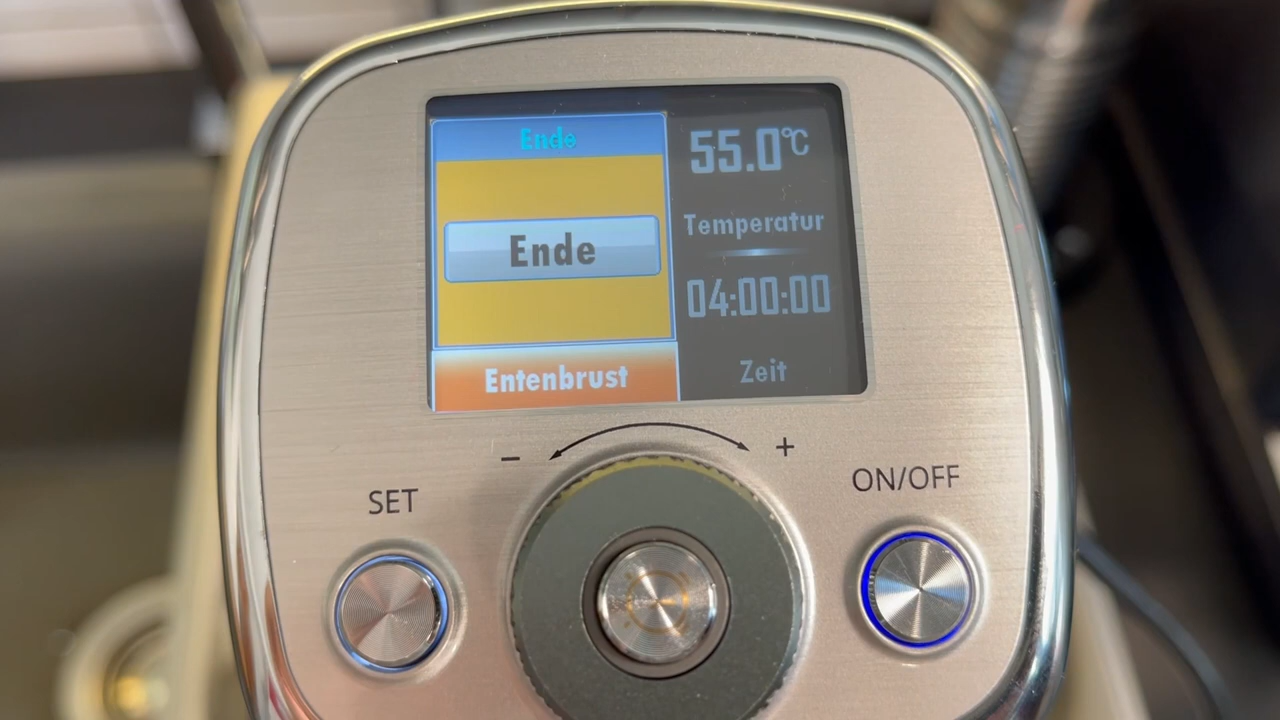 Ende
Ende
Entenbrust
55.0°C
Temperatur
04:00:00
Zeit
− +
SET
ON/OFF